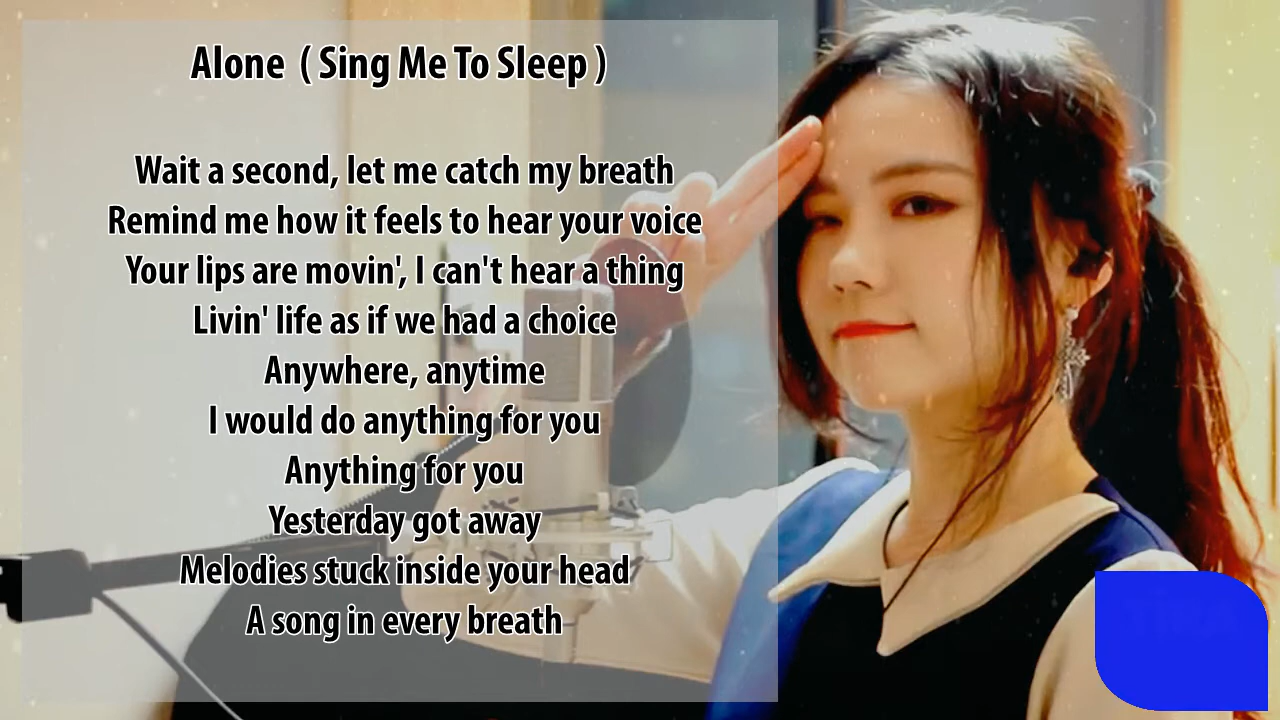 Alone ( Sing Me To Sleep )
Wait a second, let me catch my breath
Remind me how it feels to hear your voice
Your lips are movin', I can't hear a thing
Livin' life as if we had a choice
Anywhere, anytime
I would do anything for you
Anything for you
Yesterday got away
Melodies stuck inside your head
A song in every breath